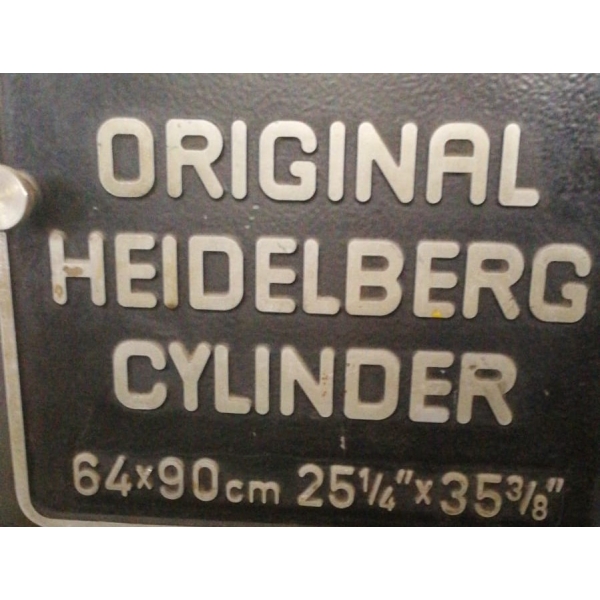 ORIGINAL
HEIDELBERG
CYLINDER
64×90cm 25¼"×35⅜"